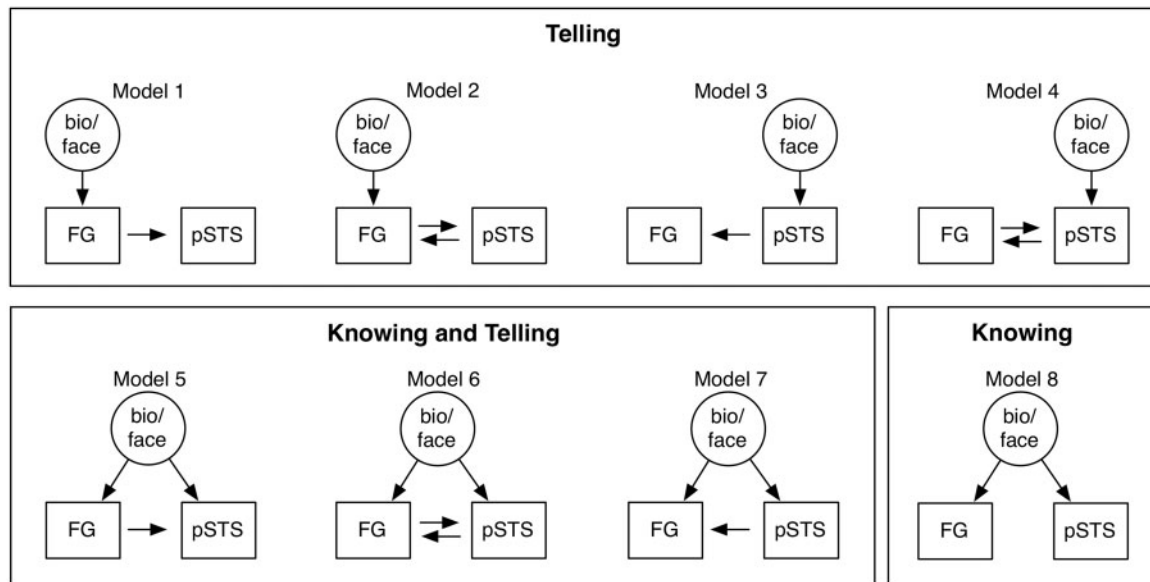 Telling
Model 1
Model 2
Model 3
Model 4
bio/
face
bio/
face
bio/
face
bio/
face
FG
pSTS
FG
pSTS
FG
pSTS
FG
pSTS
Knowing and Telling
Model 5
Model 6
Model 7
bio/
face
bio/
face
bio/
face
FG
pSTS
FG
pSTS
FG
pSTS
Knowing
Model 8
bio/
face
FG
pSTS